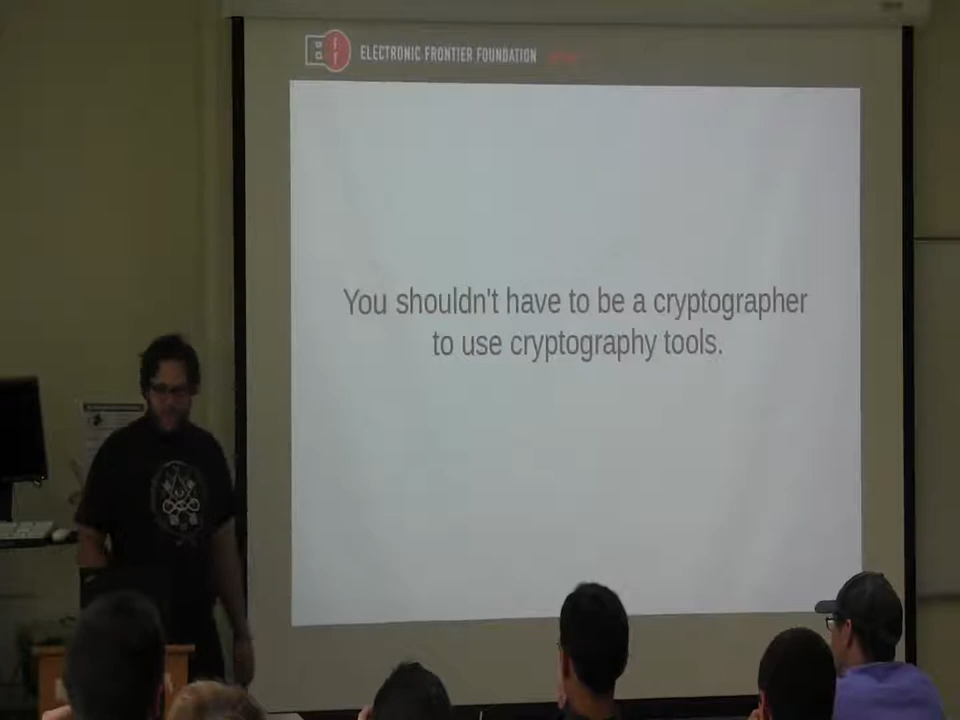 ELECTRONIC FRONTIER FOUNDATION
You shouldn't have to be a cryptographer
to use cryptography tools.